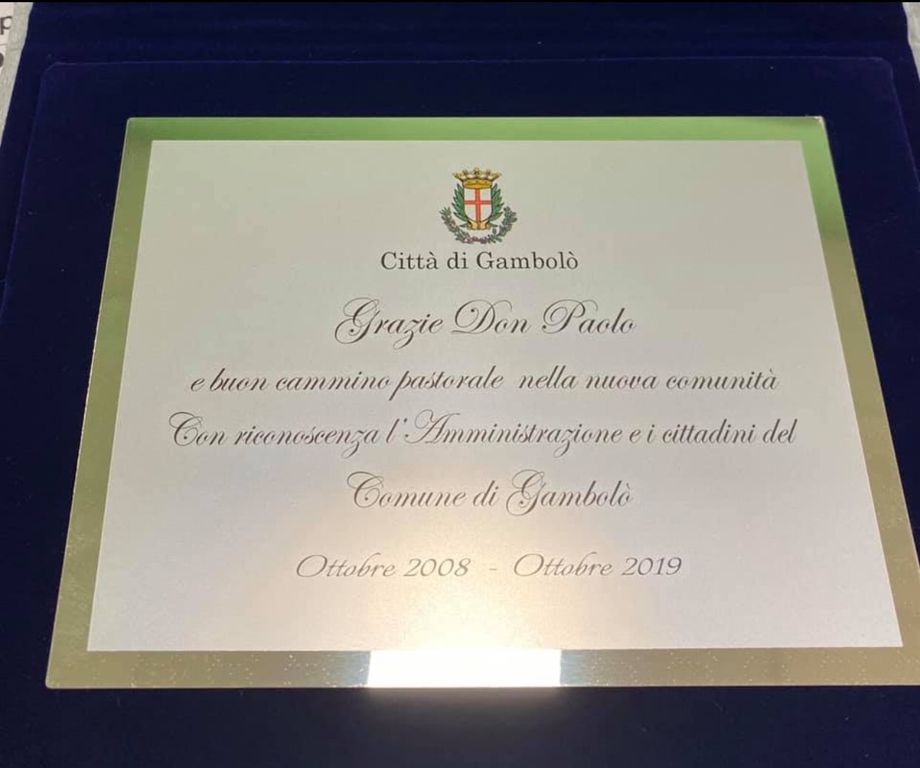 Città di Gambolò
Grazie Don Paolo
e buon cammino pastorale nella nuova comunità
Con riconoscenza l'Amministrazione e i cittadini del
Comune di Gambolò
Ottobre 2008 - Ottobre 2019